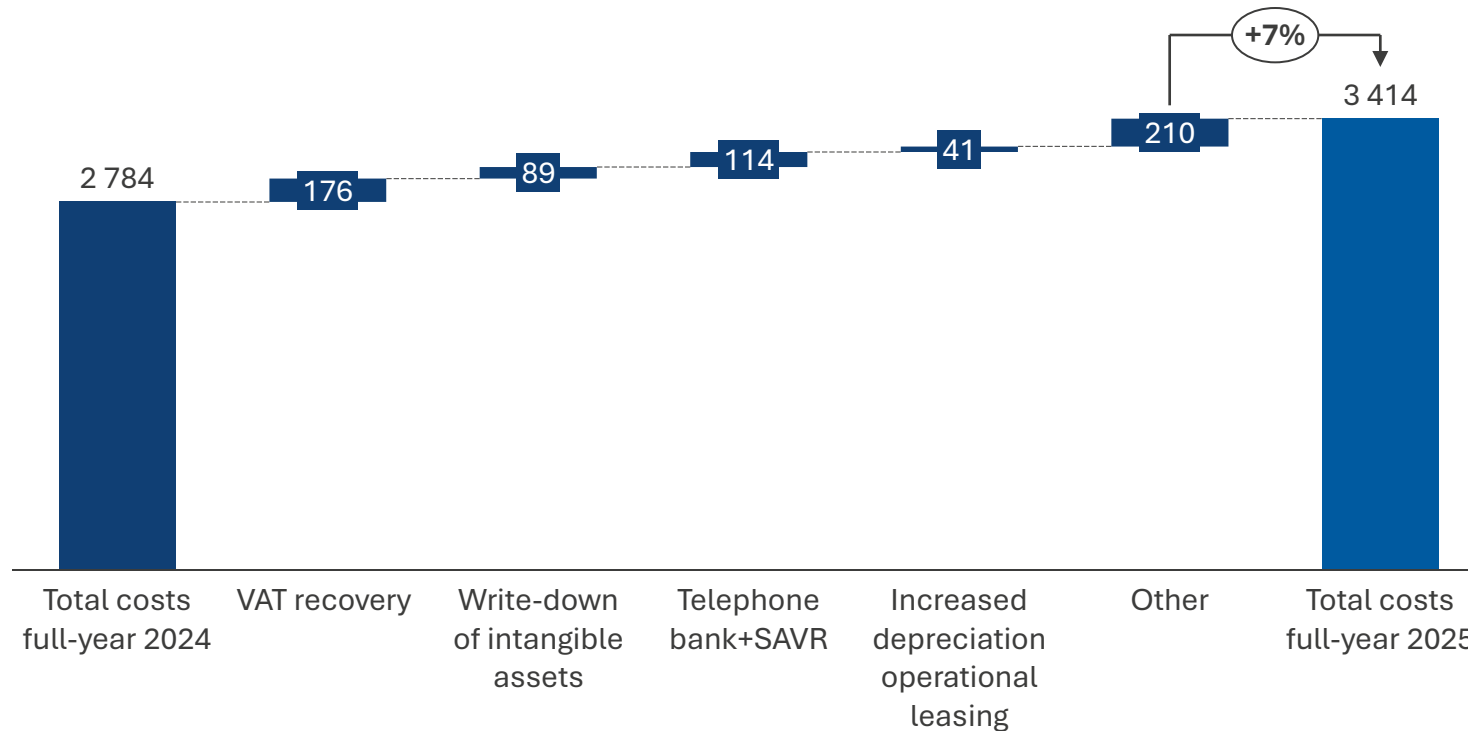 +7%
3 414
210
41
114
89
2 784
176
Total costs
full-year 2024
VAT recovery
Write-down
of intangible
assets
Telephone
bank+SAVR
Increased
depreciation
operational
leasing
Other
Total costs
full-year 2025